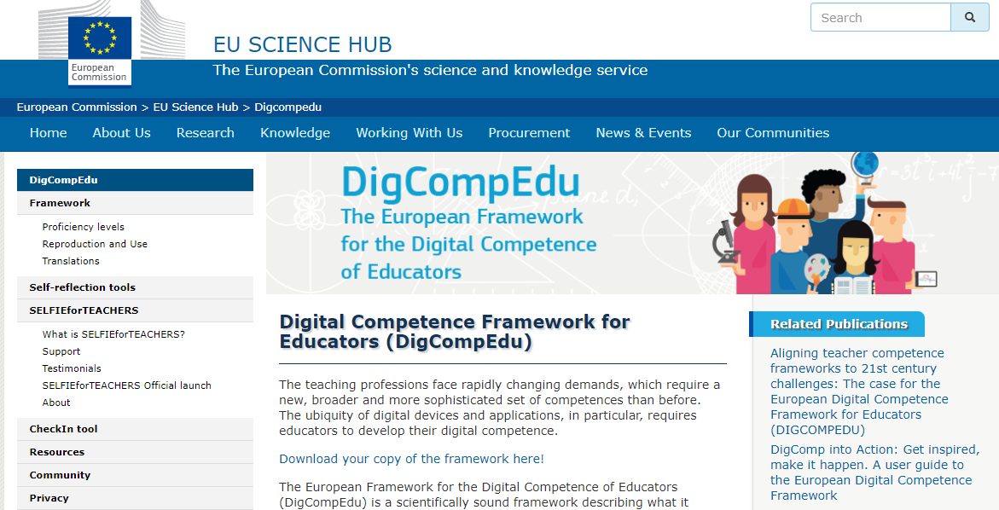 European
Commission
EU SCIENCE HUB
The European Commission's science and knowledge service
Search
European Commission > EU Science Hub > Digcompedu
Home About Us Research Knowledge Working With Us Procurement News & Events Our Communities
DigCompEdu
Framework
Proficiency levels
Reproduction and Use
Translations
Self-reflection tools
SELFIEforTEACHERS
What is SELFIEforTEACHERS?
Support
Testimonials
SELFIEforTEACHERS Official launch
About
CheckIn tool
Resources
Community
Privacy
DigCompEdu
The European Framework
for the Digital Competence
of Educators
Digital Competence Framework for
Educators (DigCompEdu)
The teaching professions face rapidly changing demands, which require a
new, broader and more sophisticated set of competences than before.
The ubiquity of digital devices and applications, in particular, requires
educators to develop their digital competence.
Download your copy of the framework here!
The European Framework for the Digital Competence of Educators
(DigCompEdu) is a scientifically sound framework describing what it
Related Publications
Aligning teacher competence
frameworks to 21st century
challenges: The case for the
European Digital Competence
Framework for Educators
(DIGCOMPEDU)
DigComp into Action: Get inspired,
make it happen. A user guide to
the European Digital Competence
Framework